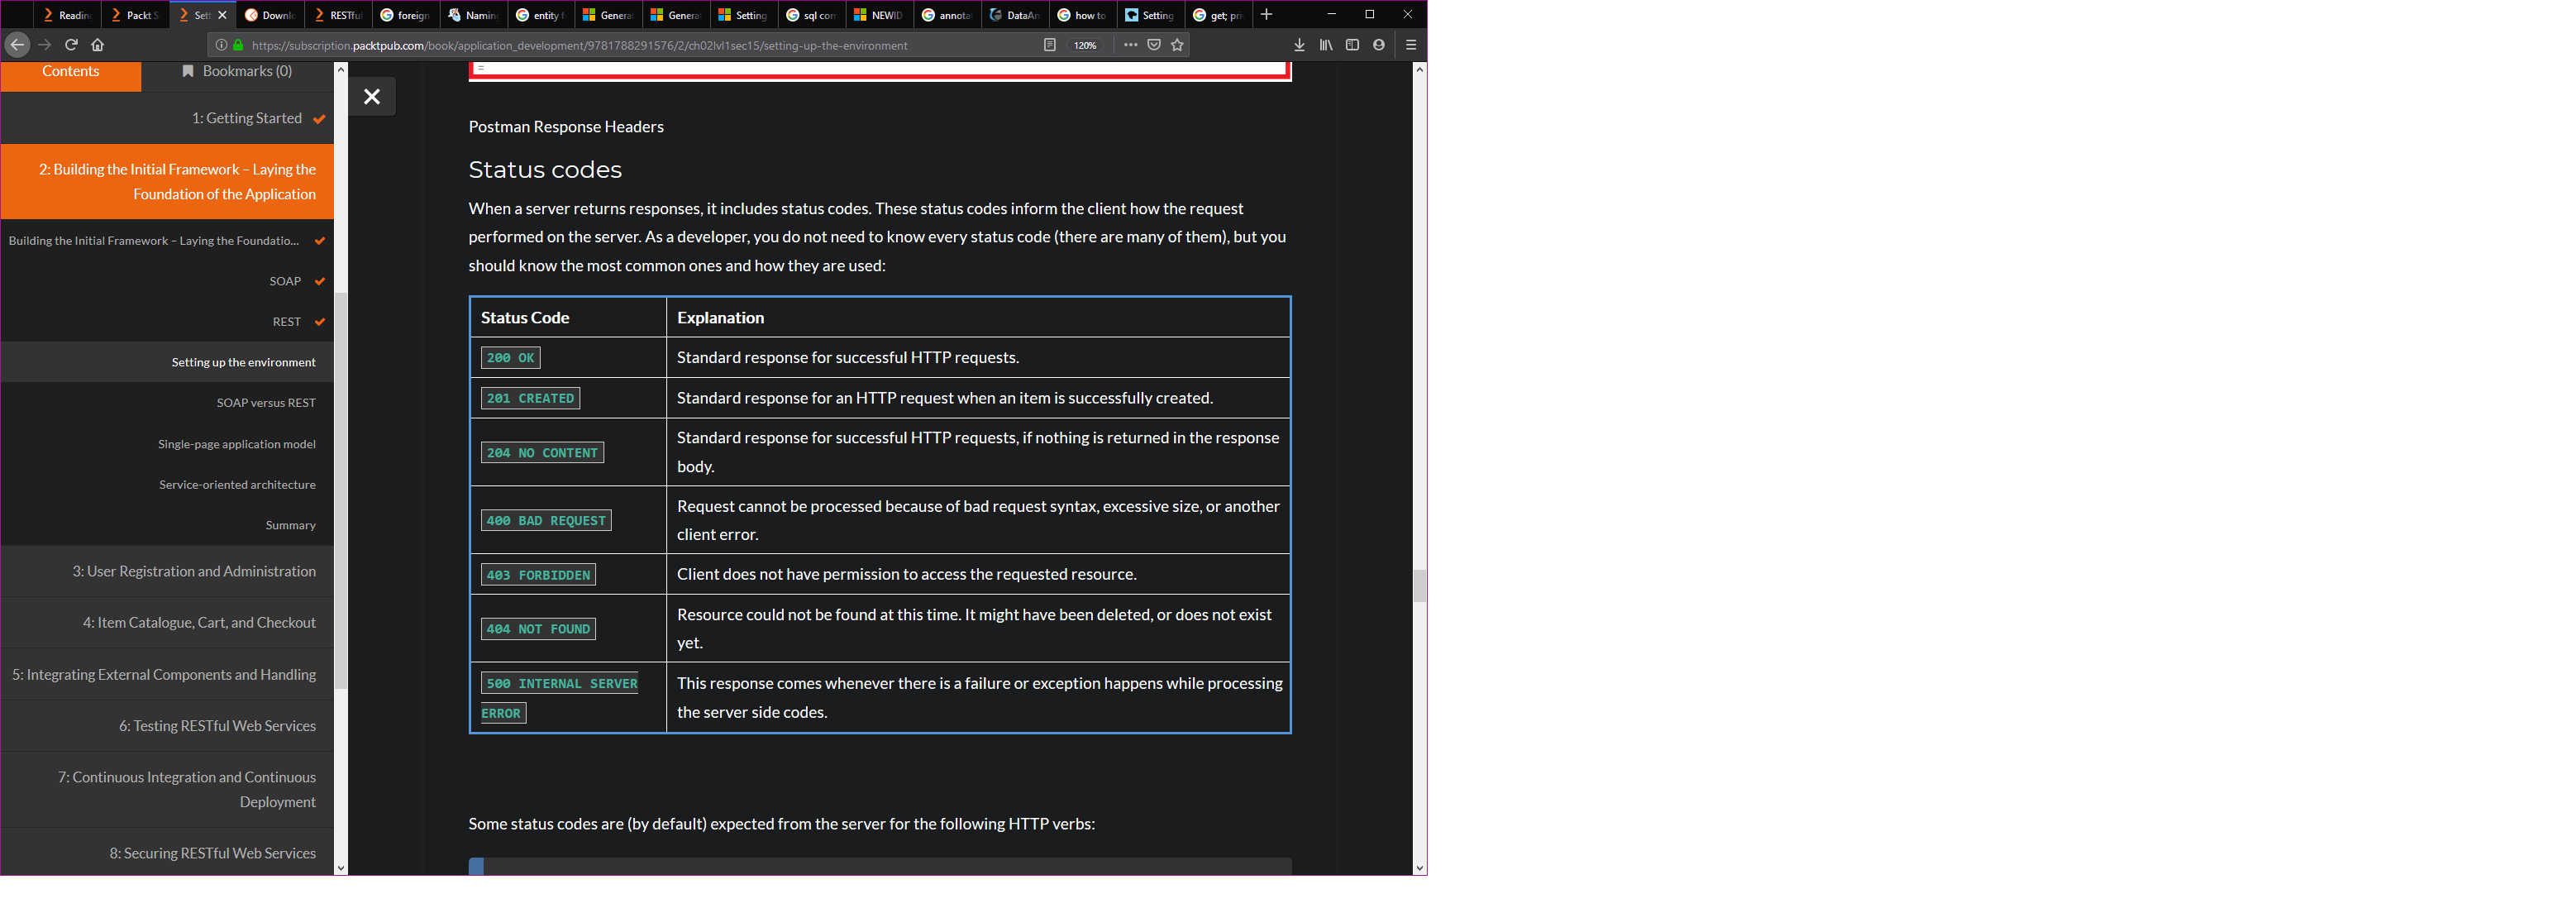 Reading
Packt S
Sett
Downlo
RESTful
foreign
Naming
entity f
Genera
Genera
Setting
sql com
NEWID
annotat
DataAn
how to
Setting
get; pri
https://subscription.packtpub.com/book/application_development/9781788291576/2/ch02lvl1sec15/setting-up-the-environment
120%
Contents
Bookmarks (0)
1: Getting Started
2: Building the Initial Framework – Laying the
Foundation of the Application
Building the Initial Framework – Laying the Foundatio...
SOAP
REST
Setting up the environment
SOAP versus REST
Single-page application model
Service-oriented architecture
Summary
3: User Registration and Administration
4: Item Catalogue, Cart, and Checkout
5: Integrating External Components and Handling
6: Testing RESTful Web Services
7: Continuous Integration and Continuous
Deployment
8: Securing RESTful Web Services
Postman Response Headers
Status codes
When a server returns responses, it includes status codes. These status codes inform the client how the request
performed on the server. As a developer, you do not need to know every status code (there are many of them), but you
should know the most common ones and how they are used:
Status Code Explanation
200 OK Standard response for successful HTTP requests.
201 CREATED Standard response for an HTTP request when an item is successfully created.
204 NO CONTENT Standard response for successful HTTP requests, if nothing is returned in the response
body.
400 BAD REQUEST Request cannot be processed because of bad request syntax, excessive size, or another
client error.
403 FORBIDDEN Client does not have permission to access the requested resource.
404 NOT FOUND Resource could not be found at this time. It might have been deleted, or does not exist
yet.
500 INTERNAL SERVER
ERROR
This response comes whenever there is a failure or exception happens while processing
the server side codes.
Some status codes are (by default) expected from the server for the following HTTP verbs: